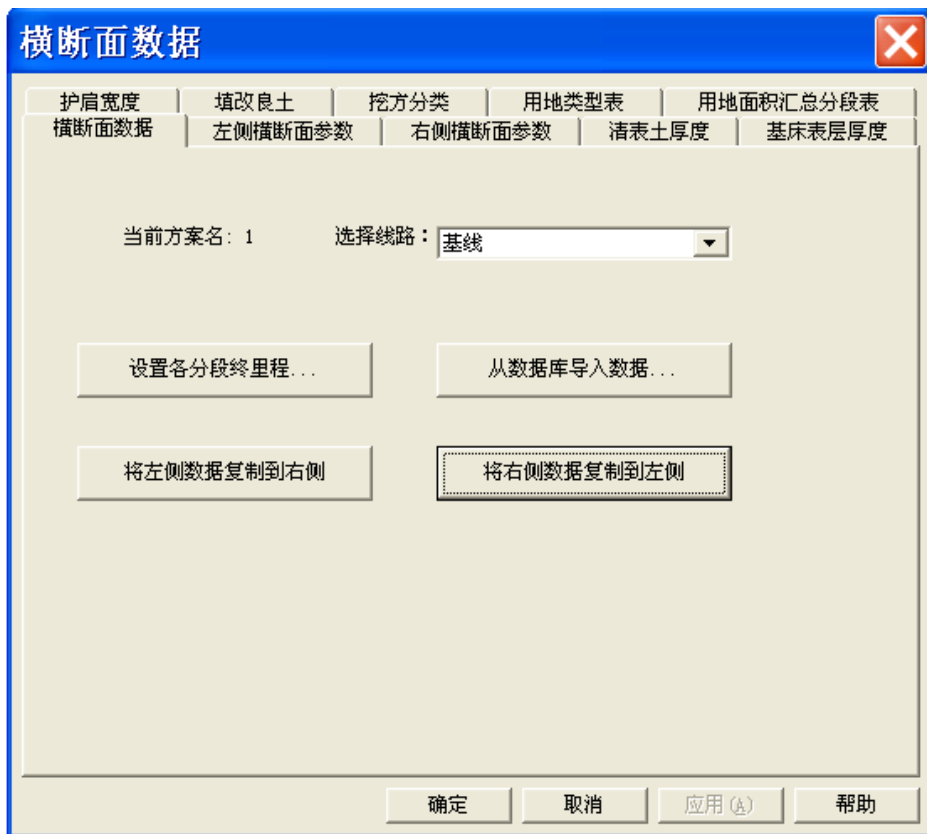 横断面数据
护肩宽度 填改良土 挖方分类 用地类型表 用地面积汇总分段表
横断面数据 左侧横断面参数 右侧横断面参数 清表土厚度 基床表层厚度
当前方案名: 1 选择线路： 基线
设置各分段终里程... 从数据库导入数据...
将左侧数据复制到右侧 将右侧数据复制到左侧
确定 取消 应用(A) 帮助